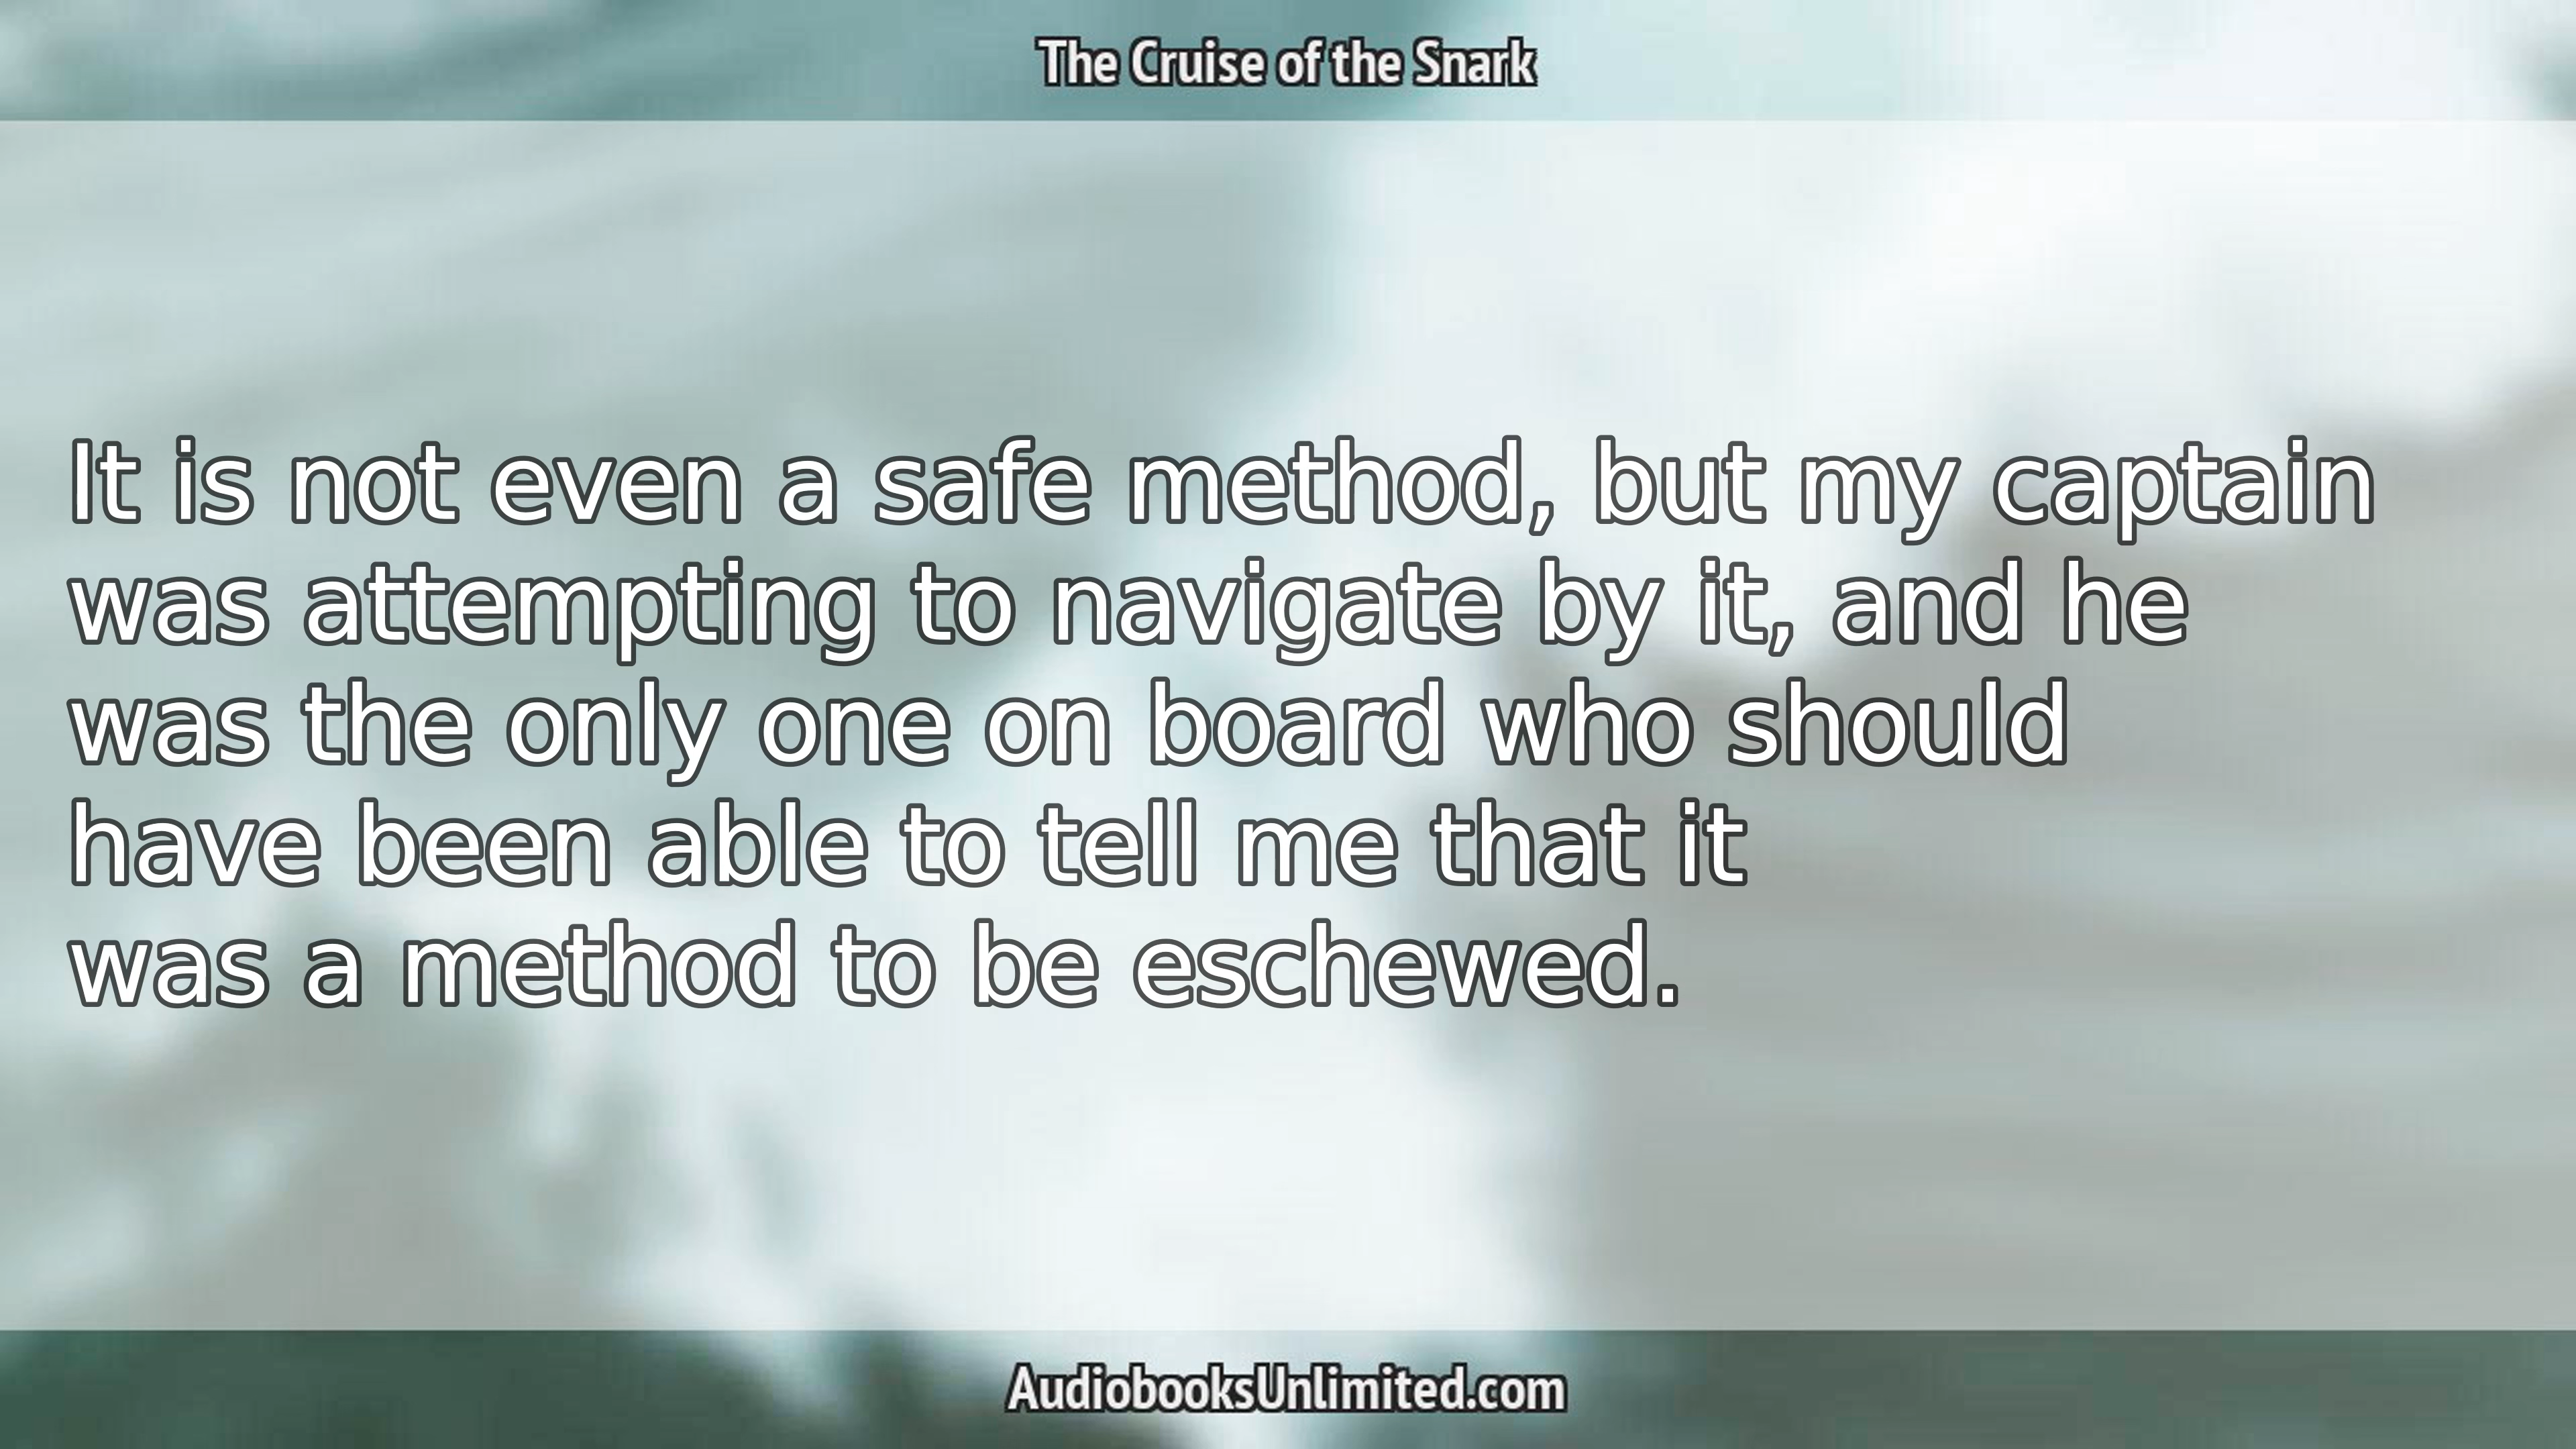 The Cruise of the Snark
It is not even a safe method, but my captain
was attempting to navigate by it, and he
was the only one on board who should
have been able to tell me that it
was a method to be eschewed.
AudiobooksUnlimited.com